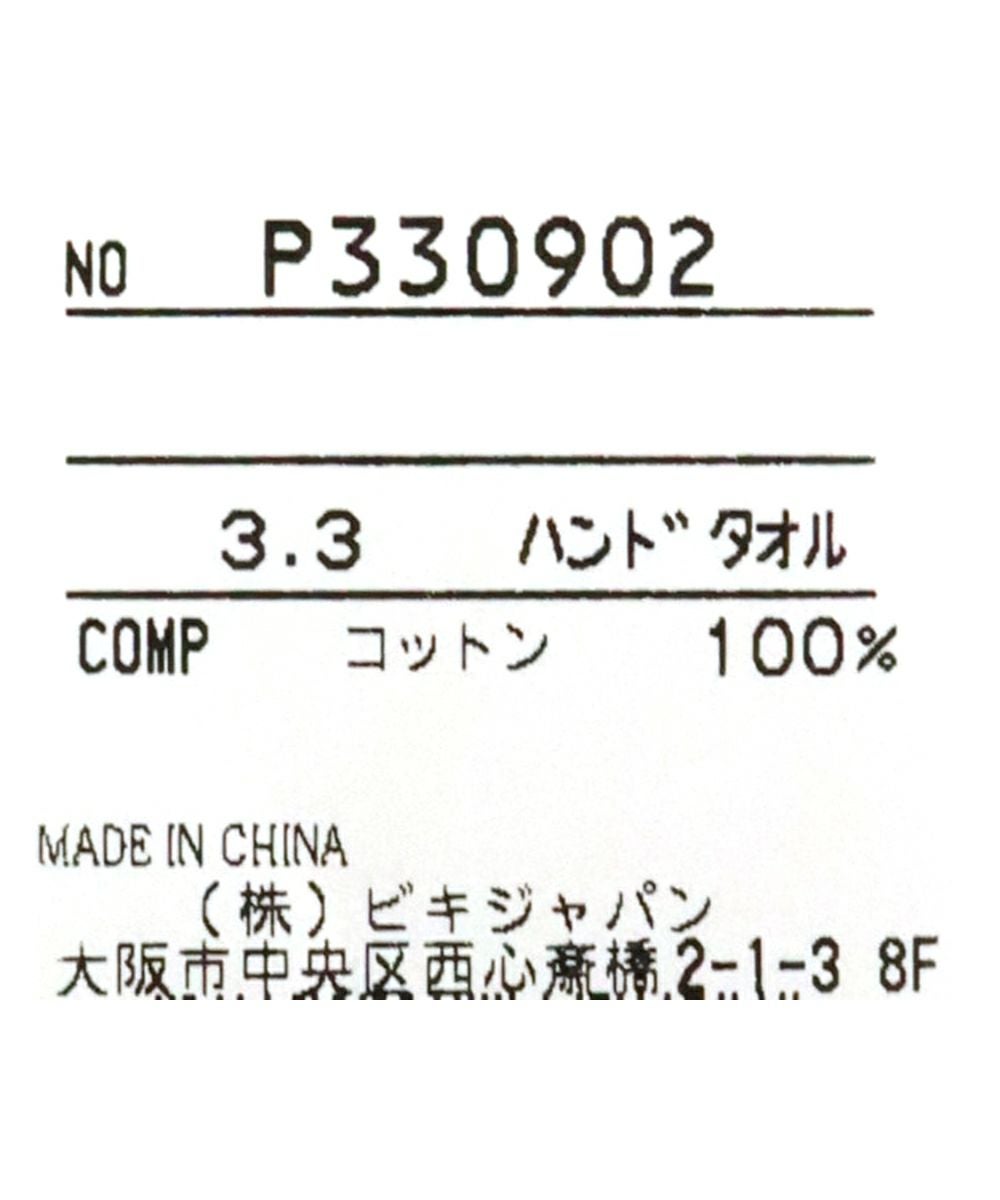 NO P330902
3.3 ハンドタオル
COMP コットン 100%
MADE IN CHINA
(株)ビキジャパン
大阪市中央区西心斎橋2-1-3 8F